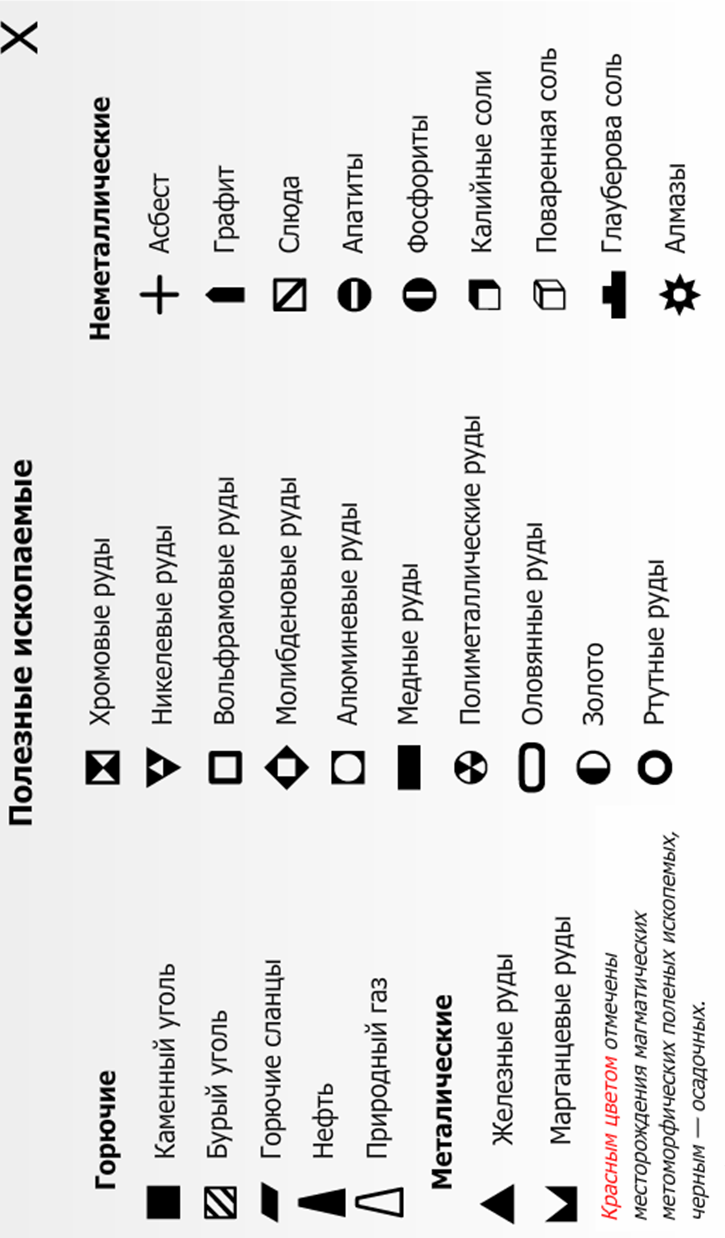 Полезные ископаемые
X
Горючие
Каменный уголь
Бурый уголь
Горючие сланцы
Нефть
Природный газ
Металические
Железные руды
Марганцевые руды
Красным цветом отмечены
месторождения магматических
метоморфических поленых ископемых,
черным — осадочных.
Хромовые руды
Никелевые руды
Вольфрамовые руды
Молибденовые руды
Алюминевые руды
Медные руды
Полиметаллические руды
Оловянные руды
Золото
Ртутные руды
Неметаллические
Асбест
Графит
Слюда
Апатиты
Фосфориты
Калийные соли
Поваренная соль
Глауберова соль
Алмазы